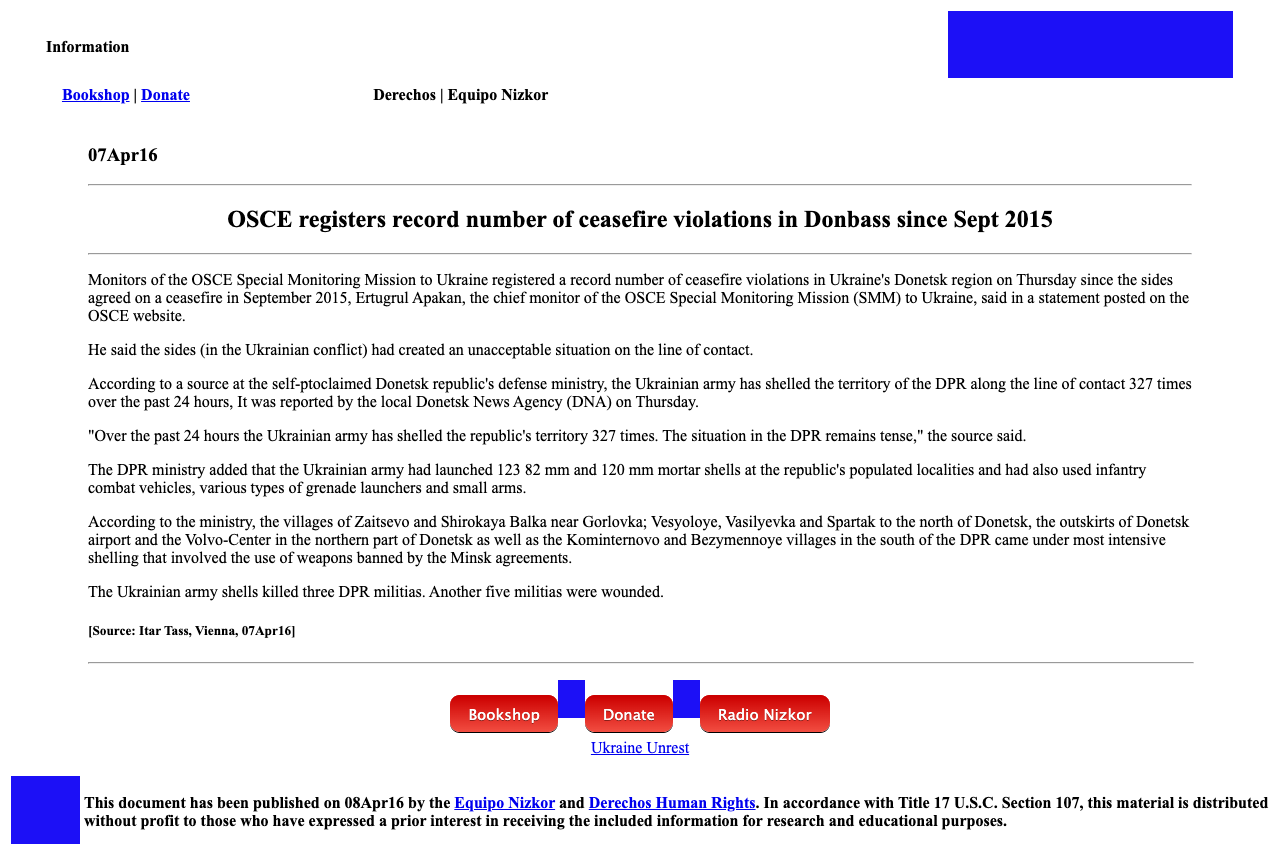 Information
Bookshop | Donate
Derechos | Equipo Nizkor
07Apr16
OSCE registers record number of ceasefire violations in Donbass since Sept 2015
Monitors of the OSCE Special Monitoring Mission to Ukraine registered a record number of ceasefire violations in Ukraine's Donetsk region on Thursday since the sides
agreed on a ceasefire in September 2015, Ertugrul Apakan, the chief monitor of the OSCE Special Monitoring Mission (SMM) to Ukraine, said in a statement posted on the
OSCE website.
He said the sides (in the Ukrainian conflict) had created an unacceptable situation on the line of contact.
According to a source at the self-ptoclaimed Donetsk republic's defense ministry, the Ukrainian army has shelled the territory of the DPR along the line of contact 327 times
over the past 24 hours, It was reported by the local Donetsk News Agency (DNA) on Thursday.
"Over the past 24 hours the Ukrainian army has shelled the republic's territory 327 times. The situation in the DPR remains tense," the source said.
The DPR ministry added that the Ukrainian army had launched 123 82 mm and 120 mm mortar shells at the republic's populated localities and had also used infantry
combat vehicles, various types of grenade launchers and small arms.
According to the ministry, the villages of Zaitsevo and Shirokaya Balka near Gorlovka; Vesyoloye, Vasilyevka and Spartak to the north of Donetsk, the outskirts of Donetsk
airport and the Volvo-Center in the northern part of Donetsk as well as the Kominternovo and Bezymennoye villages in the south of the DPR came under most intensive
shelling that involved the use of weapons banned by the Minsk agreements.
The Ukrainian army shells killed three DPR militias. Another five militias were wounded.
[Source: Itar Tass, Vienna, 07Apr16]
Bookshop Donate Radio Nizkor
Ukraine Unrest
This document has been published on 08Apr16 by the Equipo Nizkor and Derechos Human Rights. In accordance with Title 17 U.S.C. Section 107, this material is distributed
without profit to those who have expressed a prior interest in receiving the included information for research and educational purposes.